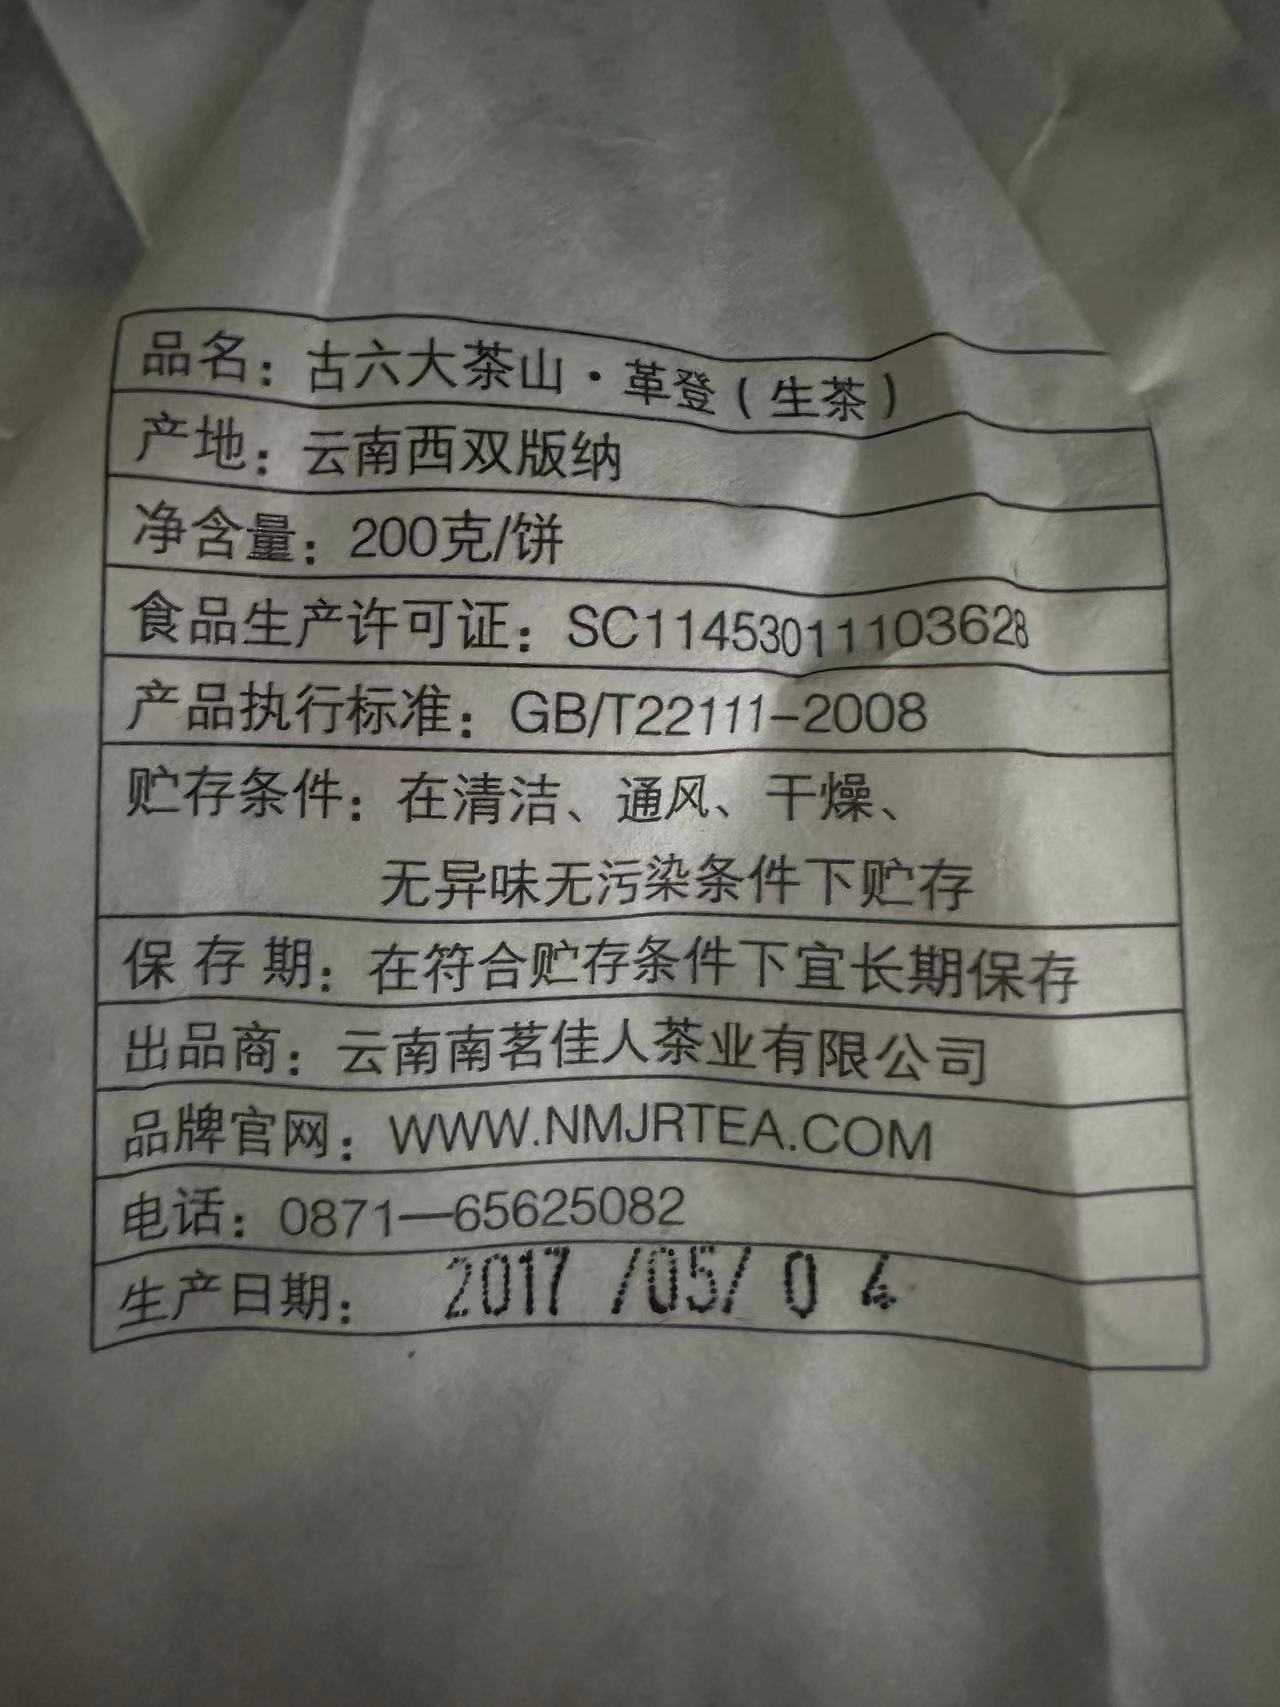 品名：古六大茶山·革登（生茶）
产地：云南西双版纳
净含量：200克/饼
食品生产许可证：SC11453011103628
产品执行标准：GB/T22111-2008
贮存条件：在清洁、通风、干燥、
无异味无污染条件下贮存
保存期：在符合贮存条件下宜长期保存
出品商：云南南茗佳人茶业有限公司
品牌官网：WWW.NMJRTEA.COM
电话：0871—65625082
生产日期：2017/05/04